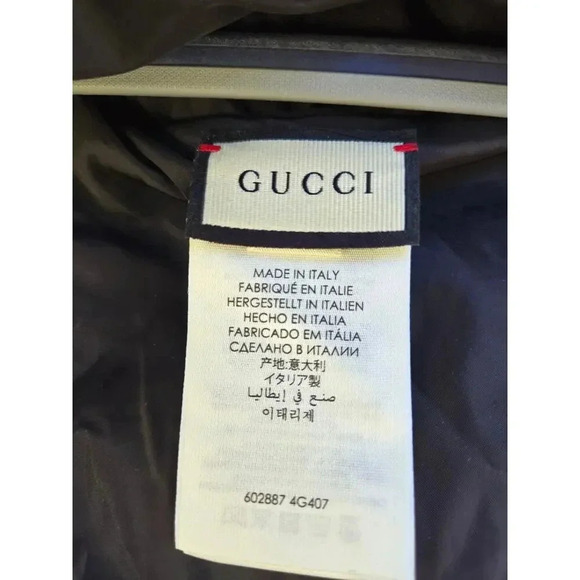 GUCCI
MADE IN ITALY
FABRIQUÉ EN ITALIE
HERGESTELLT IN ITALIEN
HECHO EN ITALIA
FABRICADO EM ITÁLIA
СДЕЛАНО В ИТАЛИИ
产地:意大利
イタリア製
صنع في إيطاليا
이태리제
602887 4G407